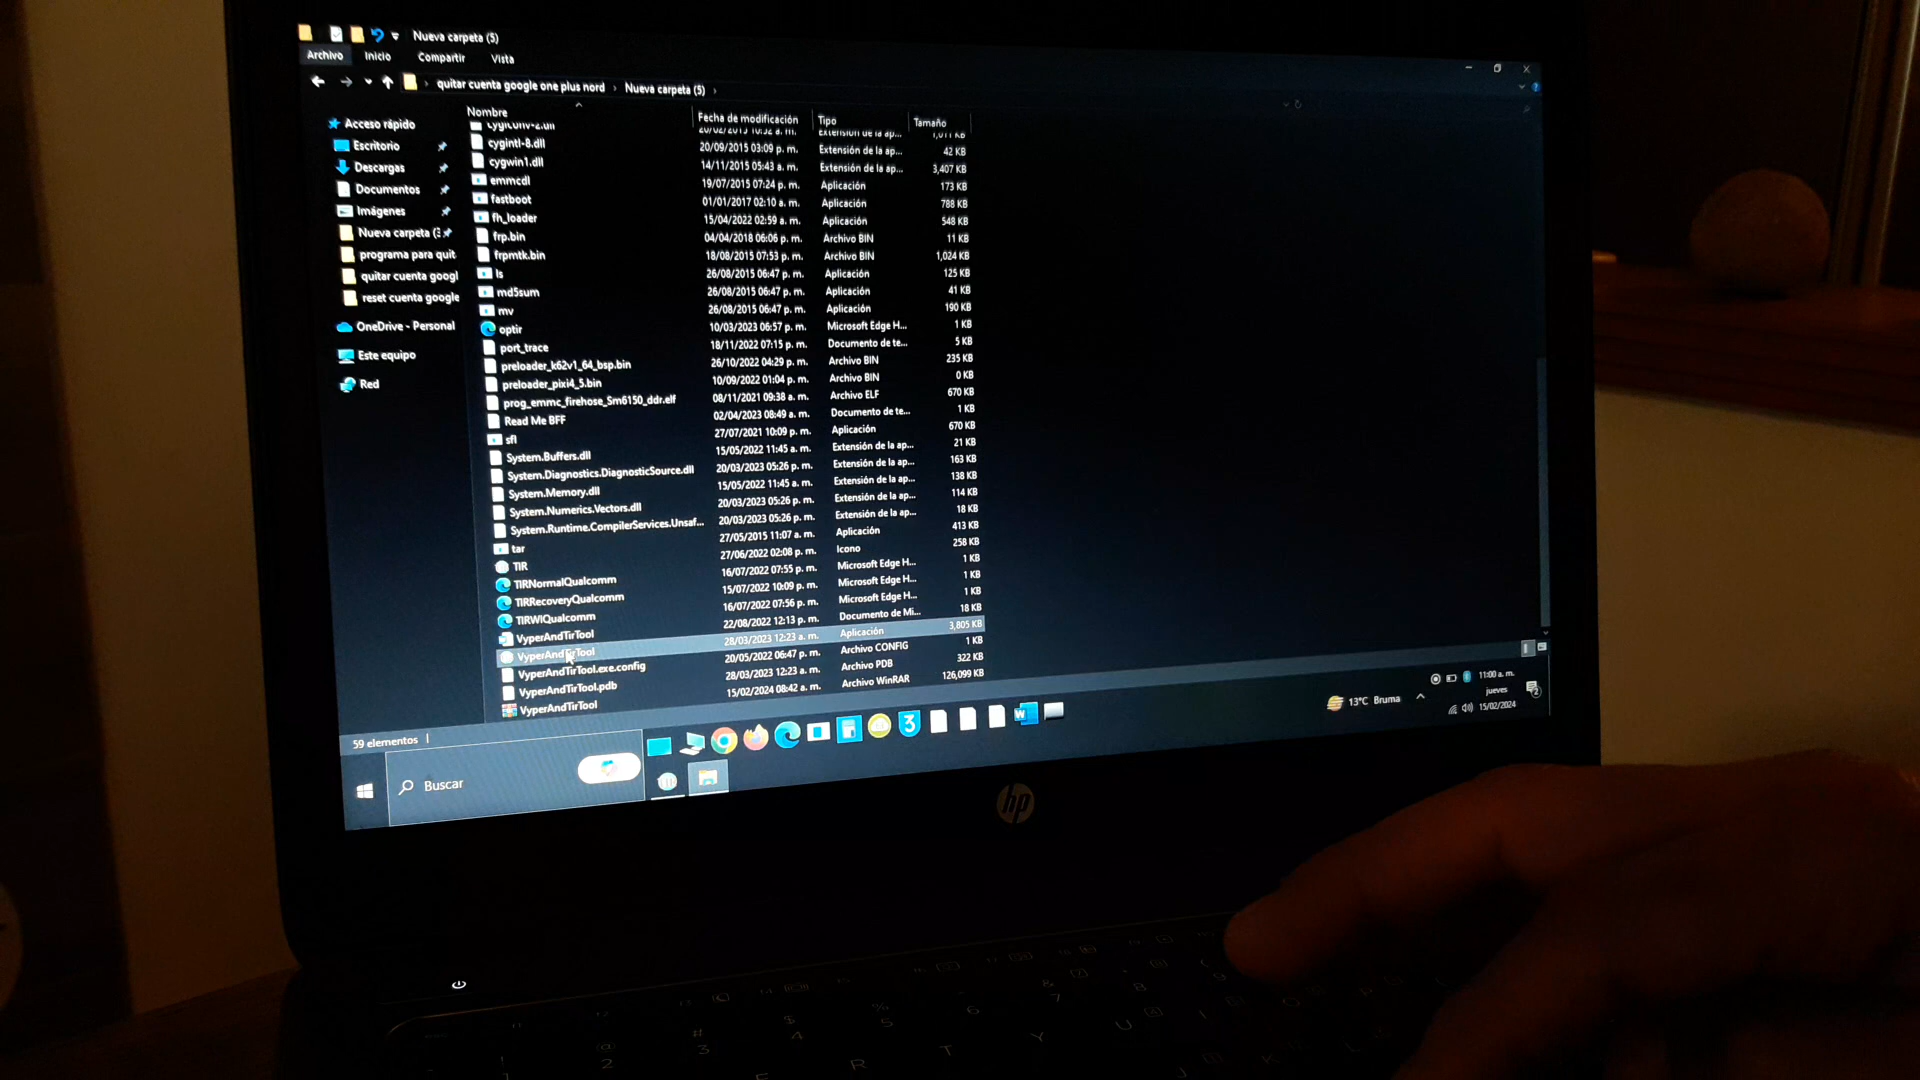 Nueva carpeta (5)
Archivo Inicio Compartir Vista
quitar cuenta google one plus nord › Nueva carpeta (5) ›
Nombre Fecha de modificación Tipo Tamaño
Acceso rápido
Escritorio
Descargas
Documentos
Imágenes
Nueva carpeta (
programa para quit
quitar cuenta googl
reset cuenta google
OneDrive - Personal
Este equipo
Red
cygiconv-2.dll 20/02/2015 10:52 a. m. Extensión de la ap... 1,011 KB
cygintl-8.dll 20/09/2015 03:09 p. m. Extensión de la ap... 42 KB
cygwin1.dll 14/11/2015 05:43 a. m. Extensión de la ap... 3,407 KB
emmcdl 19/07/2015 07:24 p. m. Aplicación 173 KB
fastboot 01/01/2017 02:10 a. m. Aplicación 788 KB
fh_loader 15/04/2022 02:59 a. m. Aplicación 548 KB
frp.bin 04/04/2018 06:06 p. m. Archivo BIN 11 KB
frpmtk.bin 18/08/2015 07:53 p. m. Archivo BIN 1,024 KB
ls 26/08/2015 06:47 p. m. Aplicación 125 KB
md5sum 26/08/2015 06:47 p. m. Aplicación 41 KB
mv 26/08/2015 06:47 p. m. Aplicación 190 KB
optir 10/03/2023 06:57 p. m. Microsoft Edge H... 1 KB
port_trace 18/11/2022 07:15 p. m. Documento de te... 5 KB
preloader_k62v1_64_bsp.bin 26/10/2022 04:29 p. m. Archivo BIN 235 KB
preloader_pixi4_5.bin 10/09/2022 01:04 p. m. Archivo BIN 0 KB
prog_emmc_firehose_Sm6150_ddr.elf 08/11/2021 09:38 a. m. Archivo ELF 670 KB
Read Me BFF 02/04/2023 08:49 a. m. Documento de te... 1 KB
sfl 27/07/2021 10:09 p. m. Aplicación 670 KB
System.Buffers.dll 15/05/2022 11:45 a. m. Extensión de la ap... 21 KB
System.Diagnostics.DiagnosticSource.dll 20/03/2023 05:26 p. m. Extensión de la ap... 163 KB
System.Memory.dll 15/05/2022 11:45 a. m. Extensión de la ap... 138 KB
System.Numerics.Vectors.dll 20/03/2023 05:26 p. m. Extensión de la ap... 114 KB
System.Runtime.CompilerServices.Unsaf... 20/03/2023 05:26 p. m. Extensión de la ap... 18 KB
tar 27/05/2015 11:07 a. m. Aplicación 413 KB
TIR 27/06/2022 02:08 p. m. Icono 258 KB
TIRNormalQualcomm 16/07/2022 07:55 p. m. Microsoft Edge H... 1 KB
TIRRecoveryQualcomm 15/07/2022 10:09 p. m. Microsoft Edge H... 1 KB
TIRWiQualcomm 16/07/2022 07:56 p. m. Microsoft Edge H... 1 KB
VyperAndTirTool 22/08/2022 12:13 p. m. Documento de Mi... 18 KB
VyperAndTirTool 28/03/2023 12:23 a. m. Aplicación 3,805 KB
VyperAndTirTool.exe.config 20/05/2022 06:47 p. m. Archivo CONFIG 1 KB
VyperAndTirTool.pdb 28/03/2023 12:23 a. m. Archivo PDB 322 KB
VyperAndTirTool 15/02/2024 08:42 a. m. Archivo WinRAR 126,099 KB
59 elementos
Buscar
13°C Bruma
11:00 a. m.
jueves
15/02/2024
hp